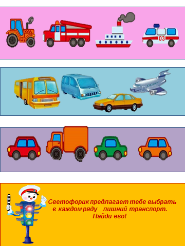 Светофорик предлагает тебе выбрать
в каждом ряду лишний транспорт.
Найди его!